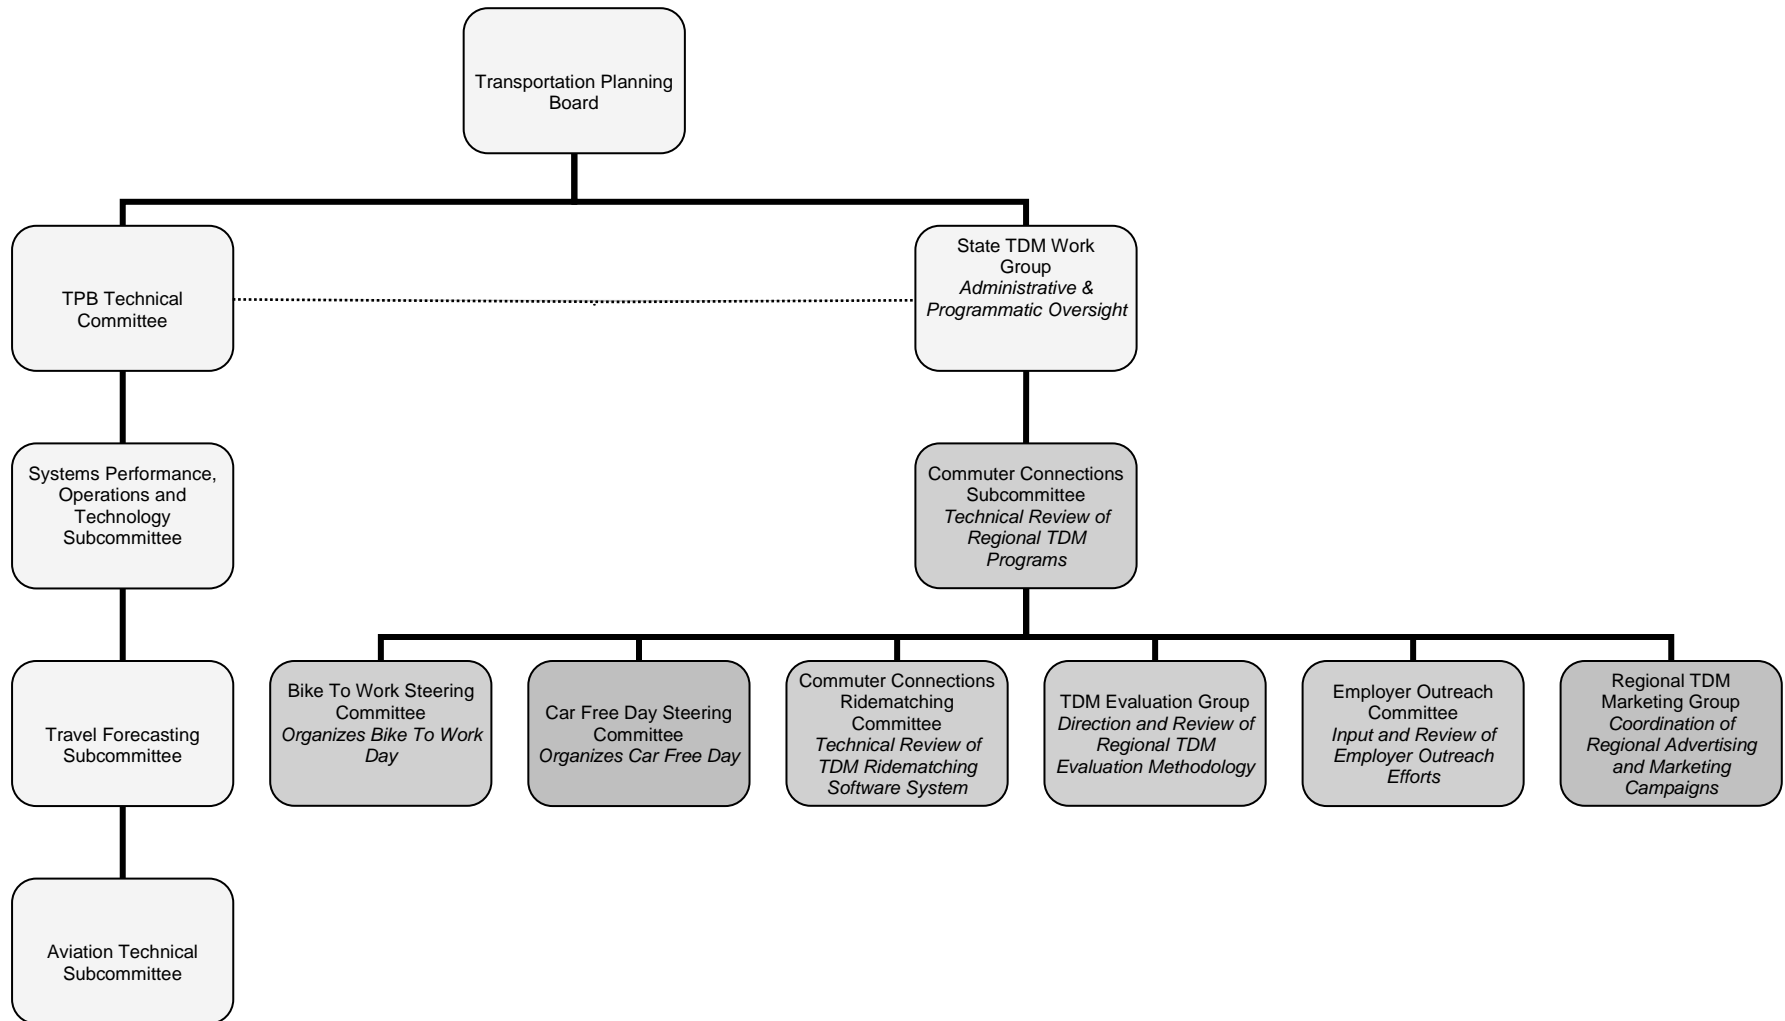 Transportation Planning
Board
TPB Technical
Committee
State TDM Work
Group
Administrative &
Programmatic Oversight
Systems Performance,
Operations and
Technology
Subcommittee
Commuter Connections
Subcommittee
Technical Review of
Regional TDM
Programs
Travel Forecasting
Subcommittee
Bike To Work Steering
Committee
Organizes Bike To Work
Day
Car Free Day Steering
Committee
Organizes Car Free Day
Commuter Connections
Ridematching
Committee
Technical Review of
TDM Ridematching
Software System
TDM Evaluation Group
Direction and Review of
Regional TDM
Evaluation Methodology
Employer Outreach
Committee
Input and Review of
Employer Outreach
Efforts
Regional TDM
Marketing Group
Coordination of
Regional Advertising
and Marketing
Campaigns
Aviation Technical
Subcommittee